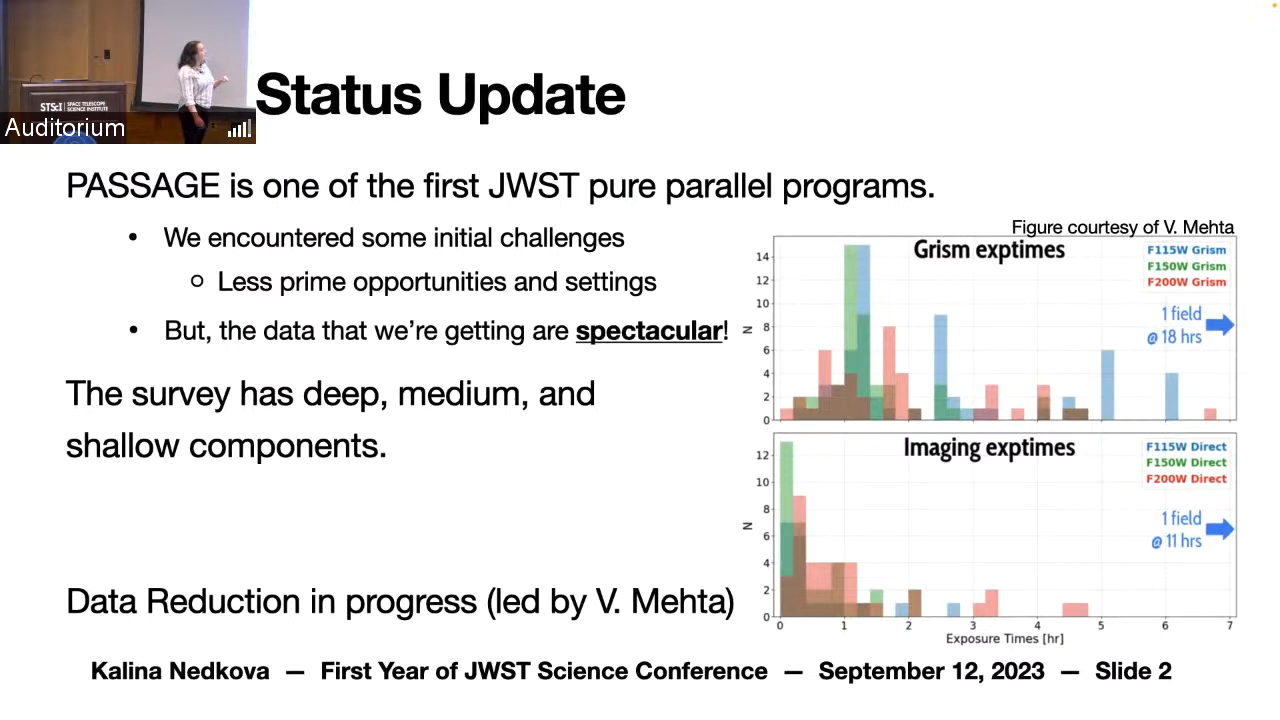 STScI | SPACE TELESCOPE
SCIENCE INSTITUTE
Auditorium
Status Update
PASSAGE is one of the first JWST pure parallel programs.
• We encountered some initial challenges
○ Less prime opportunities and settings
• But, the data that we're getting are spectacular!
The survey has deep, medium, and
shallow components.
Data Reduction in progress (led by V. Mehta)
Figure courtesy of V. Mehta
Grism exptimes
F115W Grism
F150W Grism
F200W Grism
1 field
@ 18 hrs
N
14
12
10
8
6
4
2
0
Imaging exptimes
F115W Direct
F150W Direct
F200W Direct
1 field
@ 11 hrs
N
12
10
8
6
4
2
0
0 1 2 3 4 5 6 7
Exposure Times [hr]
Kalina Nedkova — First Year of JWST Science Conference — September 12, 2023 — Slide 2